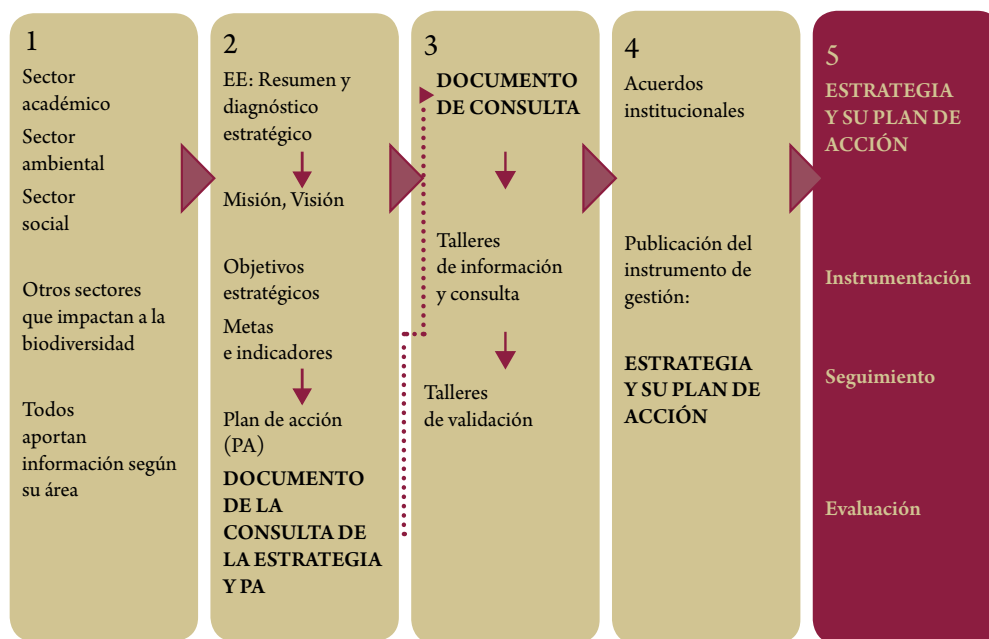 1
Sector
académico
Sector
ambiental
Sector
social
Otros sectores
que impactan a la
biodiversidad
Todos
aportan
información según
su área
2
EE: Resumen y
diagnóstico
estratégico
Misión, Visión
Objetivos
estratégicos
Metas
e indicadores
Plan de acción
(PA)
DOCUMENTO
DE LA
CONSULTA DE
LA ESTRATEGIA
Y PA
3
DOCUMENTO
DE CONSULTA
Talleres
de información
y consulta
Talleres
de validación
4
Acuerdos
institucionales
Publicación del
instrumento de
gestión:
ESTRATEGIA
Y SU PLAN DE
ACCIÓN
5
ESTRATEGIA
Y SU PLAN DE
ACCIÓN
Instrumentación
Seguimiento
Evaluación